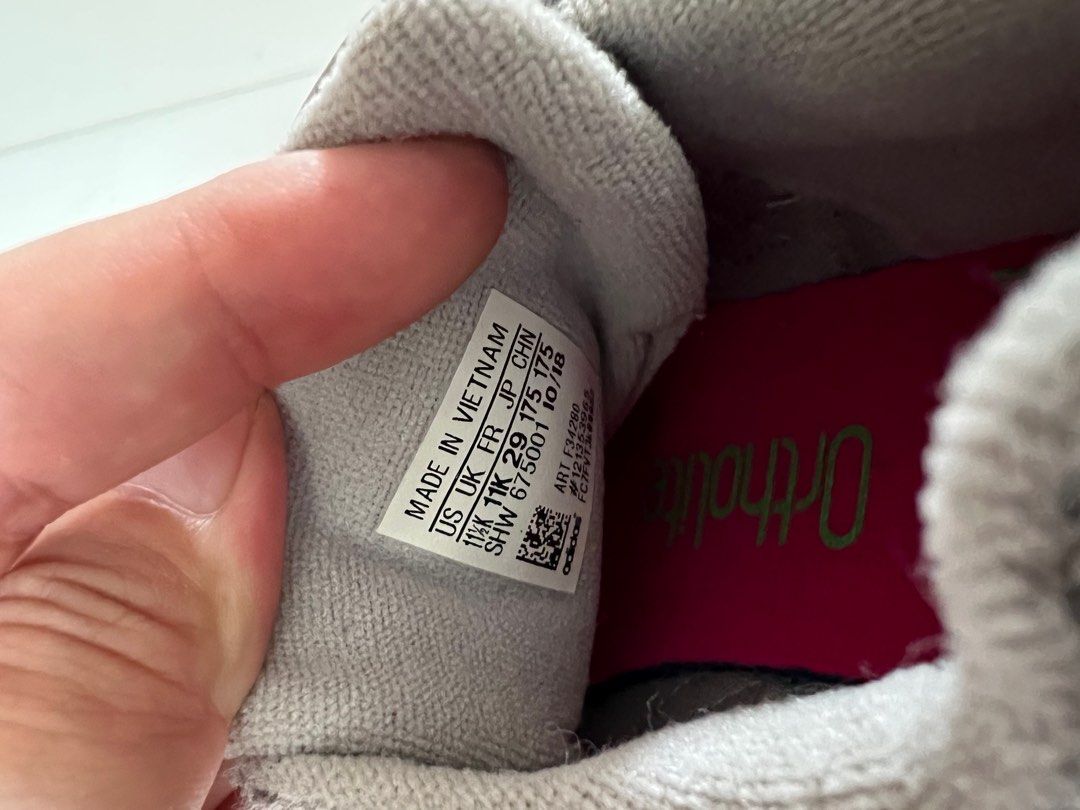 MADE IN VIETNAM
US UK FR JP CHN
11½K 11K 29 175 175
SHW 675001 10/18
ART F34280
adidas
Ortholite